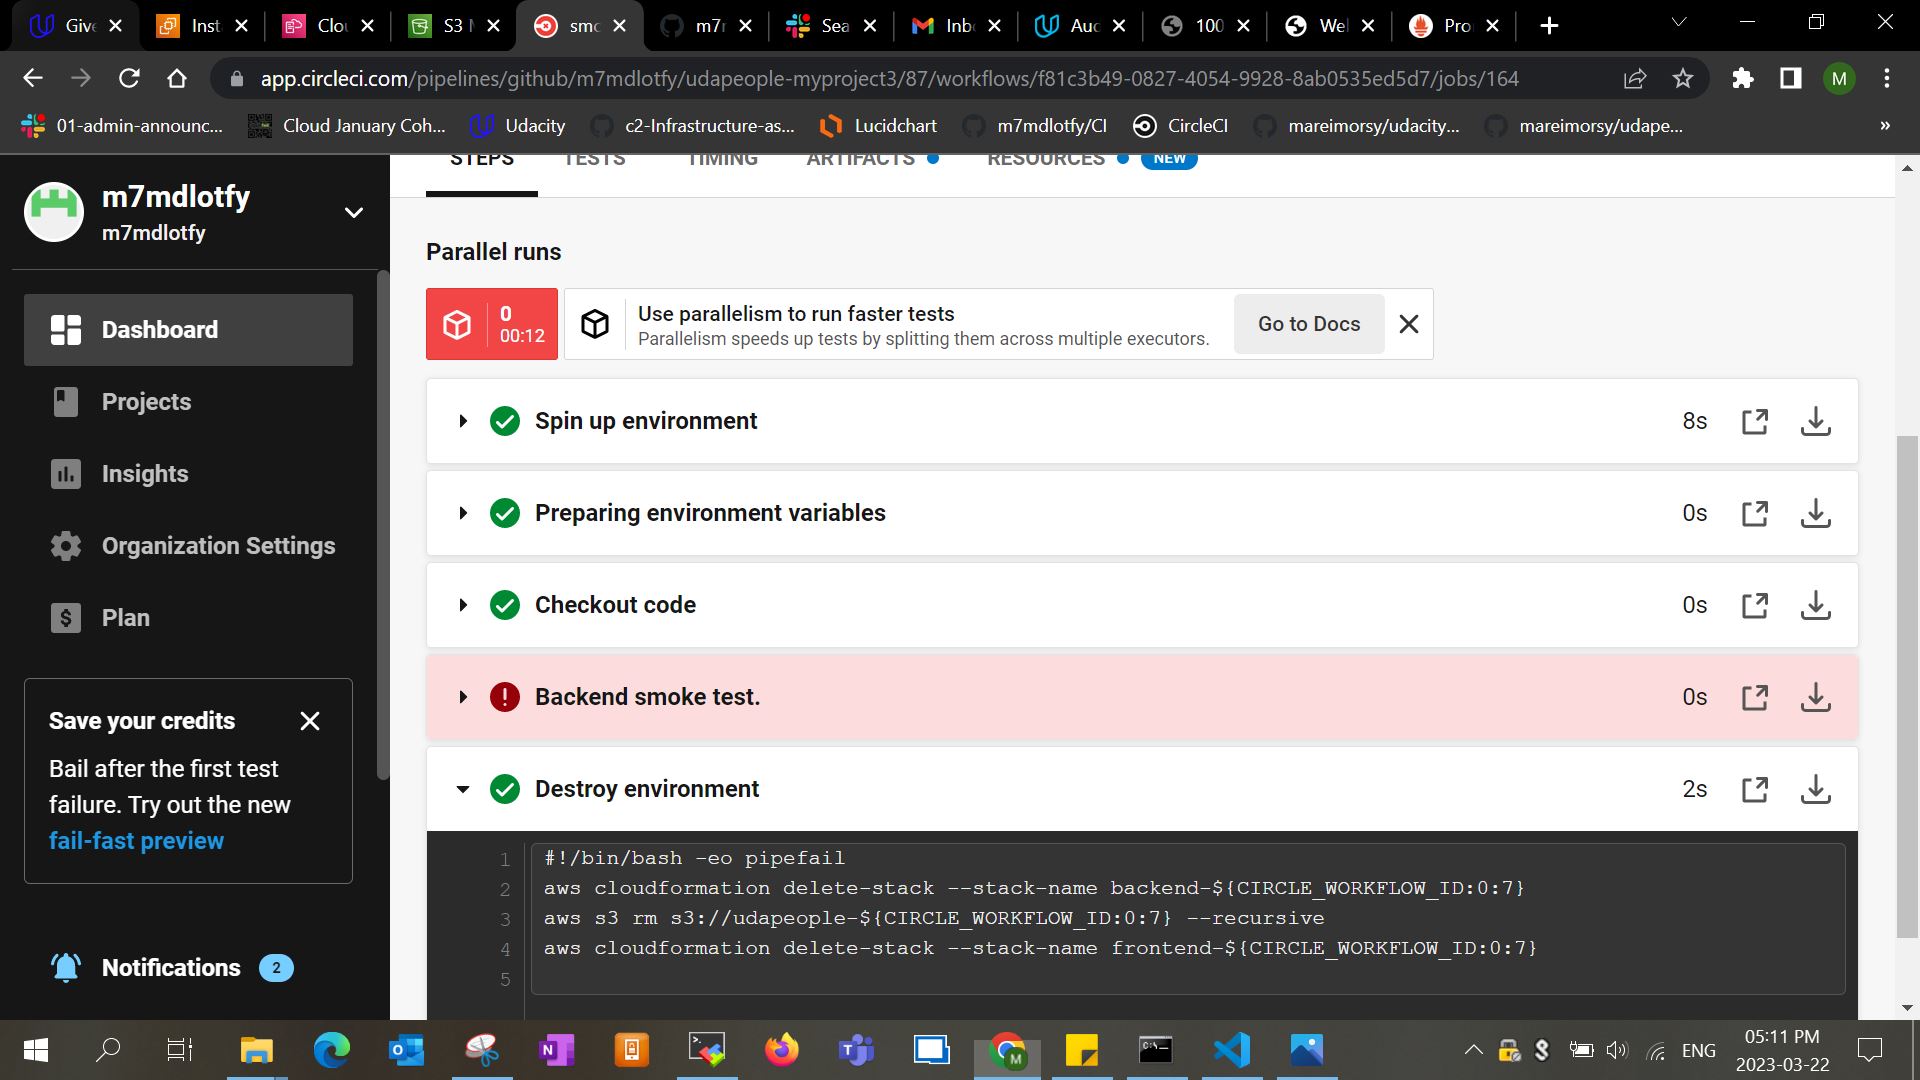 Give
Inst
Clou
S3 M
smo
m7m
Sea
Inbo
Auc
100
Wel
Pro
app.circleci.com/pipelines/github/m7mdlotfy/udapeople-myproject3/87/workflows/f81c3b49-0827-4054-9928-8ab0535ed5d7/jobs/164
M
01-admin-announc...
Cloud January Coh...
Udacity
c2-Infrastructure-as...
Lucidchart
m7mdlotfy/CI
CircleCI
mareimorsy/udacity...
mareimorsy/udape...
»
m7mdlotfy
m7mdlotfy
Dashboard
Projects
Insights
Organization Settings
Plan
Save your credits
Bail after the first test
failure. Try out the new
fail-fast preview
Notifications 2
STEPS
TESTS
TIMING
ARTIFACTS
RESOURCES
NEW
Parallel runs
0
00:12
Use parallelism to run faster tests
Parallelism speeds up tests by splitting them across multiple executors.
Go to Docs
Spin up environment 8s
Preparing environment variables 0s
Checkout code 0s
Backend smoke test. 0s
Destroy environment 2s
1 #!/bin/bash -eo pipefail
2 aws cloudformation delete-stack --stack-name backend-${CIRCLE_WORKFLOW_ID:0:7}
3 aws s3 rm s3://udapeople-${CIRCLE_WORKFLOW_ID:0:7} --recursive
4 aws cloudformation delete-stack --stack-name frontend-${CIRCLE_WORKFLOW_ID:0:7}
5
ENG
05:11 PM
2023-03-22